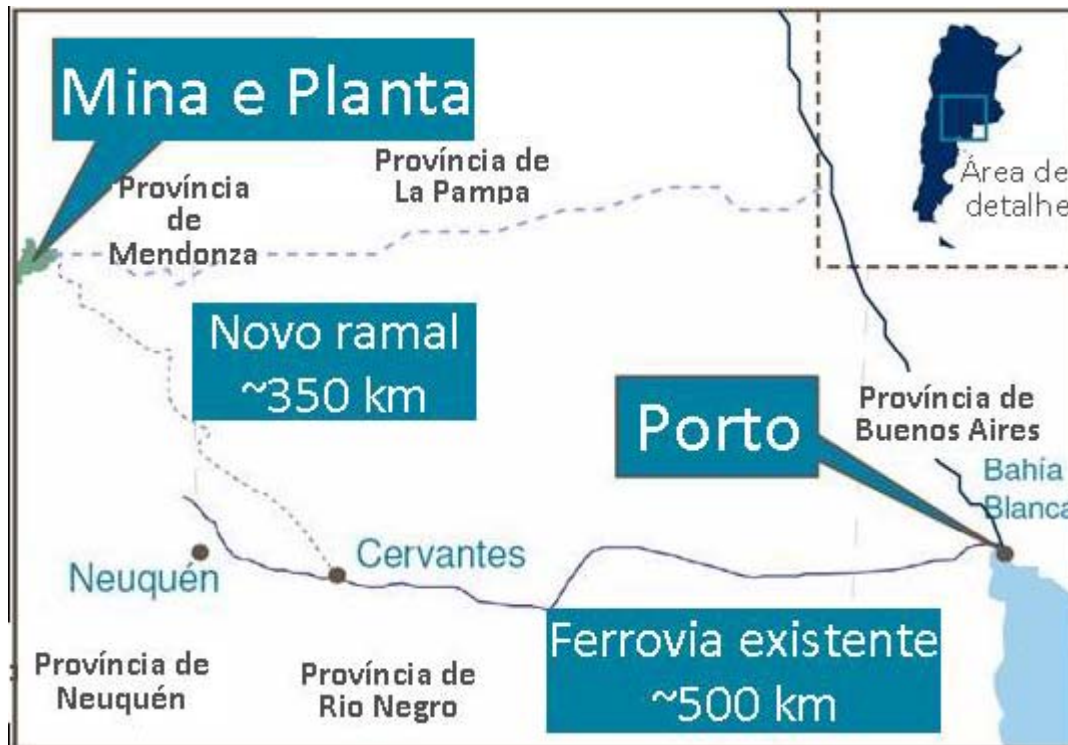 Mina e Planta
Província de
La Pampa
Província
de
Mendonza
Área de
detalhe
Novo ramal
~350 km
Porto
Província de
Buenos Aires
Bahía
Blanca
Neuquén
Cervantes
Ferrovia existente
~500 km
Província de
Neuquén
Província de
Rio Negro